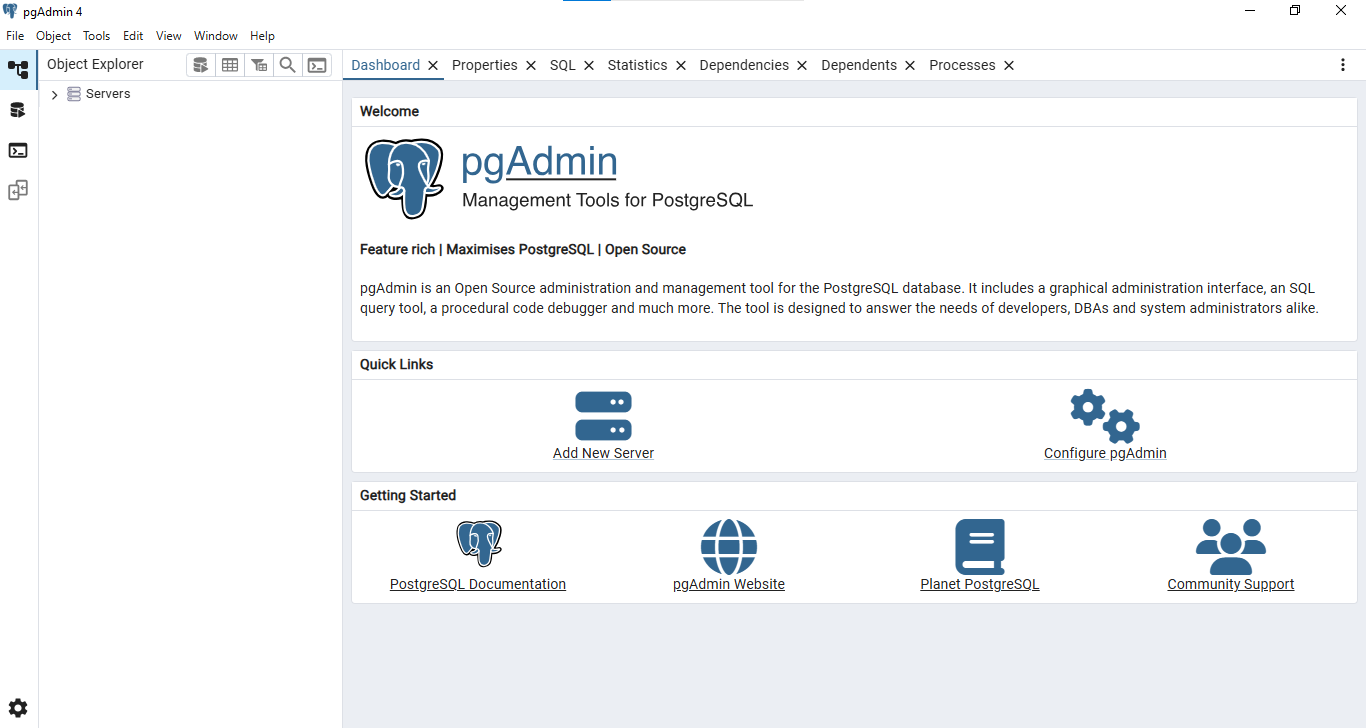 pgAdmin 4
File Object Tools Edit View Window Help
Object Explorer
Servers
Dashboard Properties SQL Statistics Dependencies Dependents Processes
Welcome
pgAdmin
Management Tools for PostgreSQL
Feature rich | Maximises PostgreSQL | Open Source
pgAdmin is an Open Source administration and management tool for the PostgreSQL database. It includes a graphical administration interface, an SQL
query tool, a procedural code debugger and much more. The tool is designed to answer the needs of developers, DBAs and system administrators alike.
Quick Links
Add New Server Configure pgAdmin
Getting Started
PostgreSQL Documentation pgAdmin Website Planet PostgreSQL Community Support